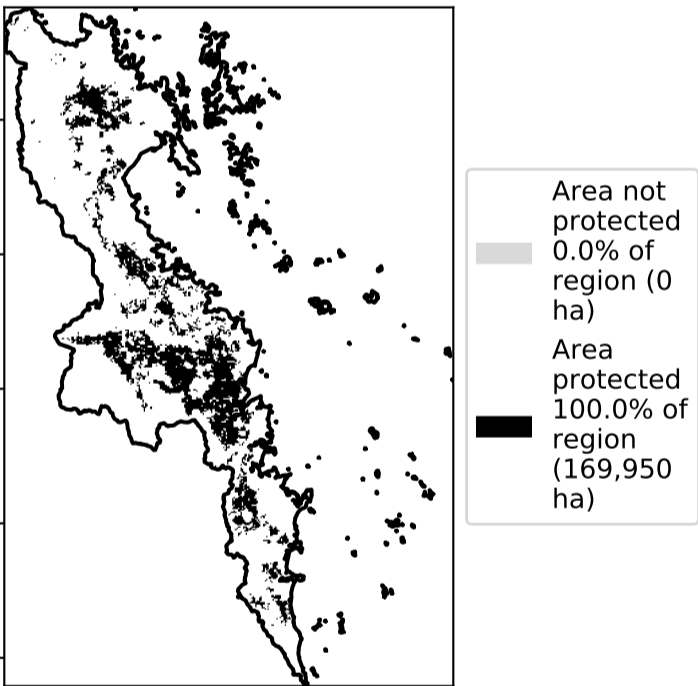 Area not
protected
0.0% of
region (0
ha)
Area
protected
100.0% of
region
(169,950
ha)